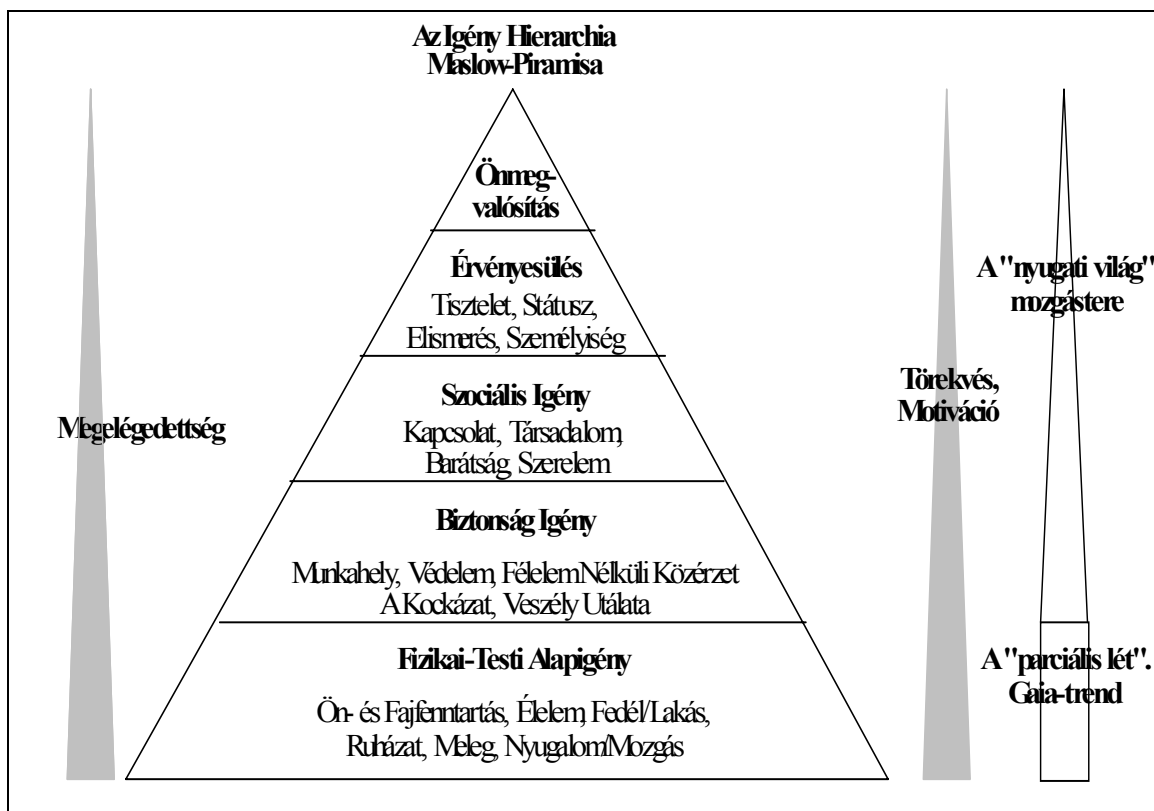 Az Igény Hierarchia
Maslow-Piramisa
Önmeg-
valósítás
Érvényesülés
Tisztelet, Státusz,
Elismerés, Személyiség
Szociális Igény
Kapcsolat, Társadalom,
Barátság, Szerelem
Biztonság Igény
Munkahely, Védelem, Félelem Nélküli Közérzet
A Kockázat, Veszély Utálata
Fizikai-Testi Alapigény
Ön- és Fajfenntartás, Élelem, Fedél/Lakás,
Ruházat, Meleg, Nyugalom/Mozgás
Megelégedettség
Törekvés,
Motiváció
A "nyugati világ"
mozgástere
A "parciális lét".
Gaia-trend